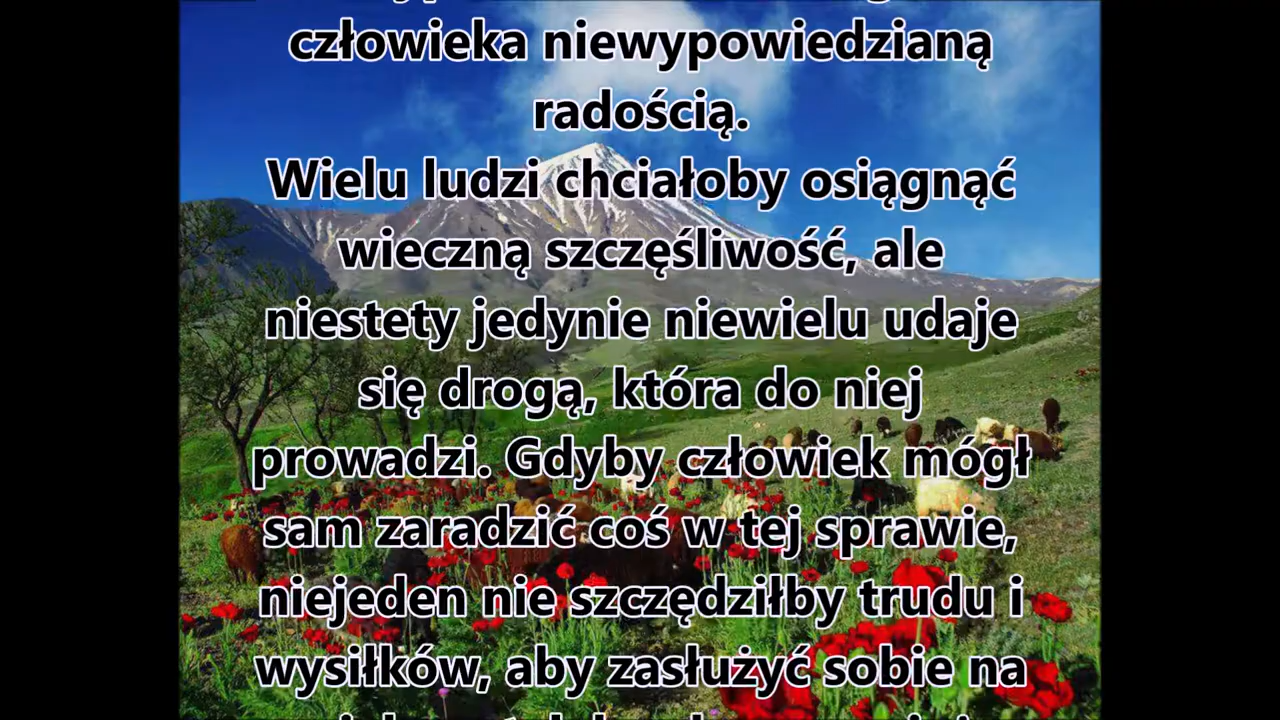 człowieka niewypowiedzianą
radością.
Wielu ludzi chciałoby osiągnąć
wieczną szczęśliwość, ale
niestety jedynie niewielu udaje
się drogą, która do niej
prowadzi. Gdyby człowiek mógł
sam zaradzić coś w tej sprawie,
niejeden nie szczędziłby trudu i
wysiłków, aby zasłużyć sobie na